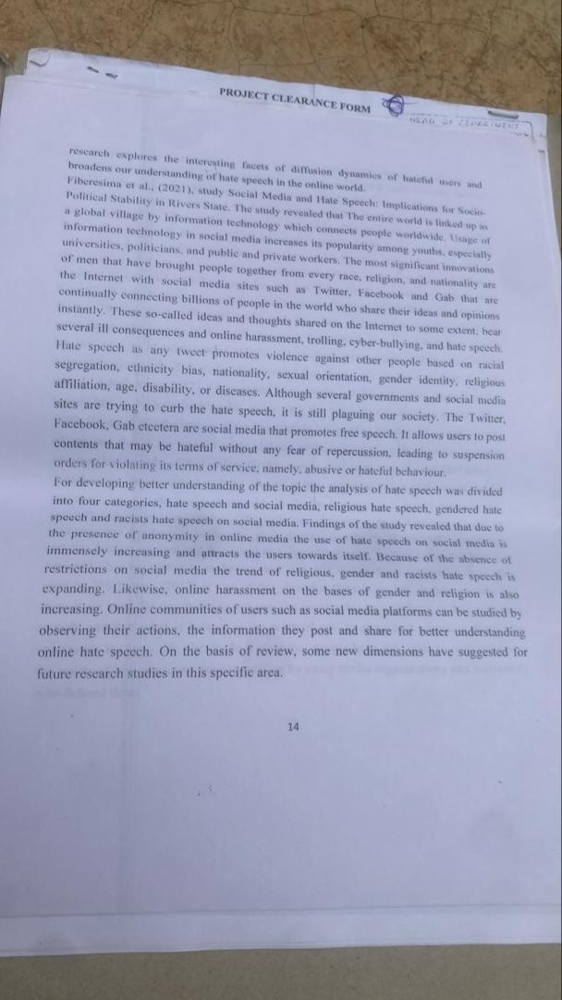 PROJECT CLEARANCE FORM
HEAD OF DEPARTMENT
research explores the interesting facets of diffusion dynamics of hateful users and
broadens our understanding of hate speech in the online world.
Fiberesima et al., (2021), study Social Media and Hate Speech: Implications for Socio-
Political Stability in Rivers State. The study revealed that The entire world is linked up as
a global village by information technology which connects people worldwide. Usage of
information technology in social media increases its popularity among youths, especially
universities, politicians, and public and private workers. The most significant innovations
of men that have brought people together from every race, religion, and nationality are
the Internet with social media sites such as Twitter, Facebook and Gab that are
continually connecting billions of people in the world who share their ideas and opinions
instantly. These so-called ideas and thoughts shared on the Internet to some extent, bear
several ill consequences and online harassment, trolling, cyber-bullying, and hate speech.
Hate speech as any tweet promotes violence against other people based on racial
segregation, ethnicity bias, nationality, sexual orientation, gender identity, religious
affiliation, age, disability, or diseases. Although several governments and social media
sites are trying to curb the hate speech, it is still plaguing our society. The Twitter,
Facebook, Gab etcetera are social media that promotes free speech. It allows users to post
contents that may be hateful without any fear of repercussion, leading to suspension
orders for violating its terms of service, namely, abusive or hateful behaviour.
For developing better understanding of the topic the analysis of hate speech was divided
into four categories, hate speech and social media, religious hate speech, gendered hate
speech and racists hate speech on social media. Findings of the study revealed that due to
the presence of anonymity in online media the use of hate speech on social media is
immensely increasing and attracts the users towards itself. Because of the absence of
restrictions on social media the trend of religious, gender and racists hate speech is
expanding. Likewise, online harassment on the bases of gender and religion is also
increasing. Online communities of users such as social media platforms can be studied by
observing their actions, the information they post and share for better understanding
online hate speech. On the basis of review, some new dimensions have suggested for
future research studies in this specific area.
14